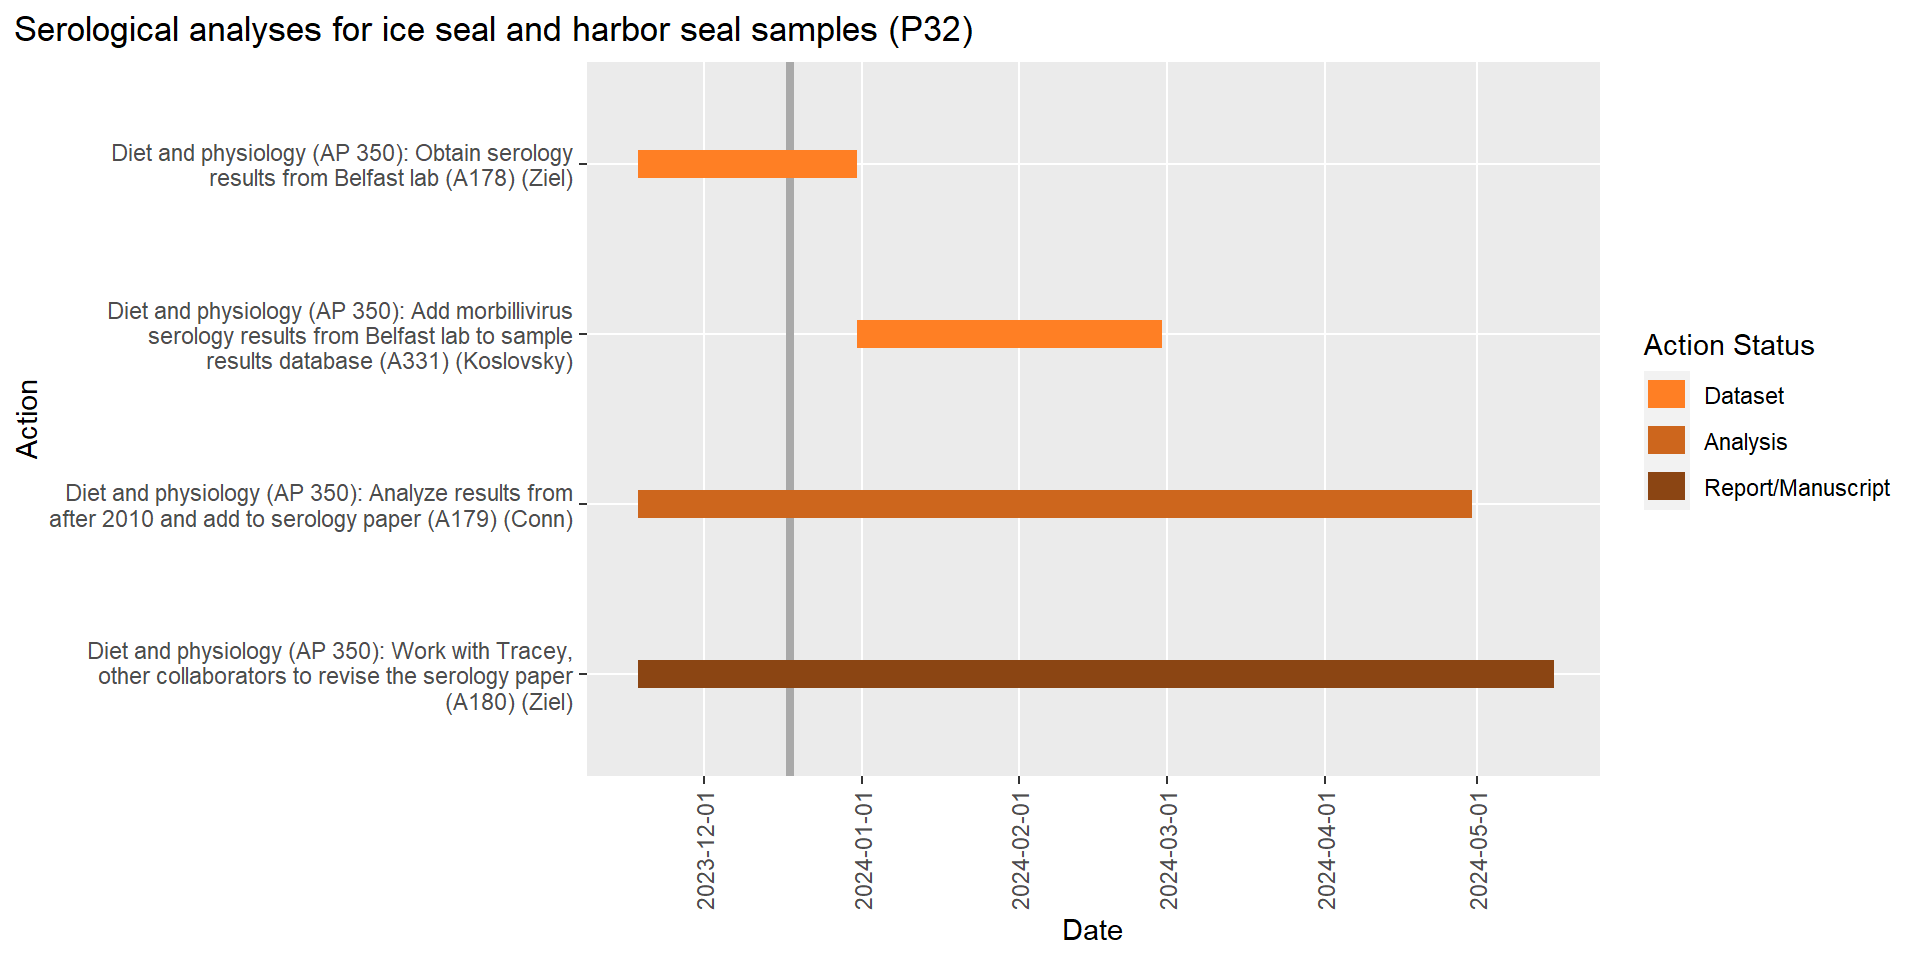 Serological analyses for ice seal and harbor seal samples (P32)
Diet and physiology (AP 350): Obtain serology
results from Belfast lab (A178) (Ziel)
Diet and physiology (AP 350): Add morbillivirus
serology results from Belfast lab to sample
results database (A331) (Koslovsky)
Diet and physiology (AP 350): Analyze results from
after 2010 and add to serology paper (A179) (Conn)
Diet and physiology (AP 350): Work with Tracey,
other collaborators to revise the serology paper
(A180) (Ziel)
Action
2023-12-01
2024-01-01
2024-02-01
2024-03-01
2024-04-01
2024-05-01
Date
Action Status
Dataset
Analysis
Report/Manuscript